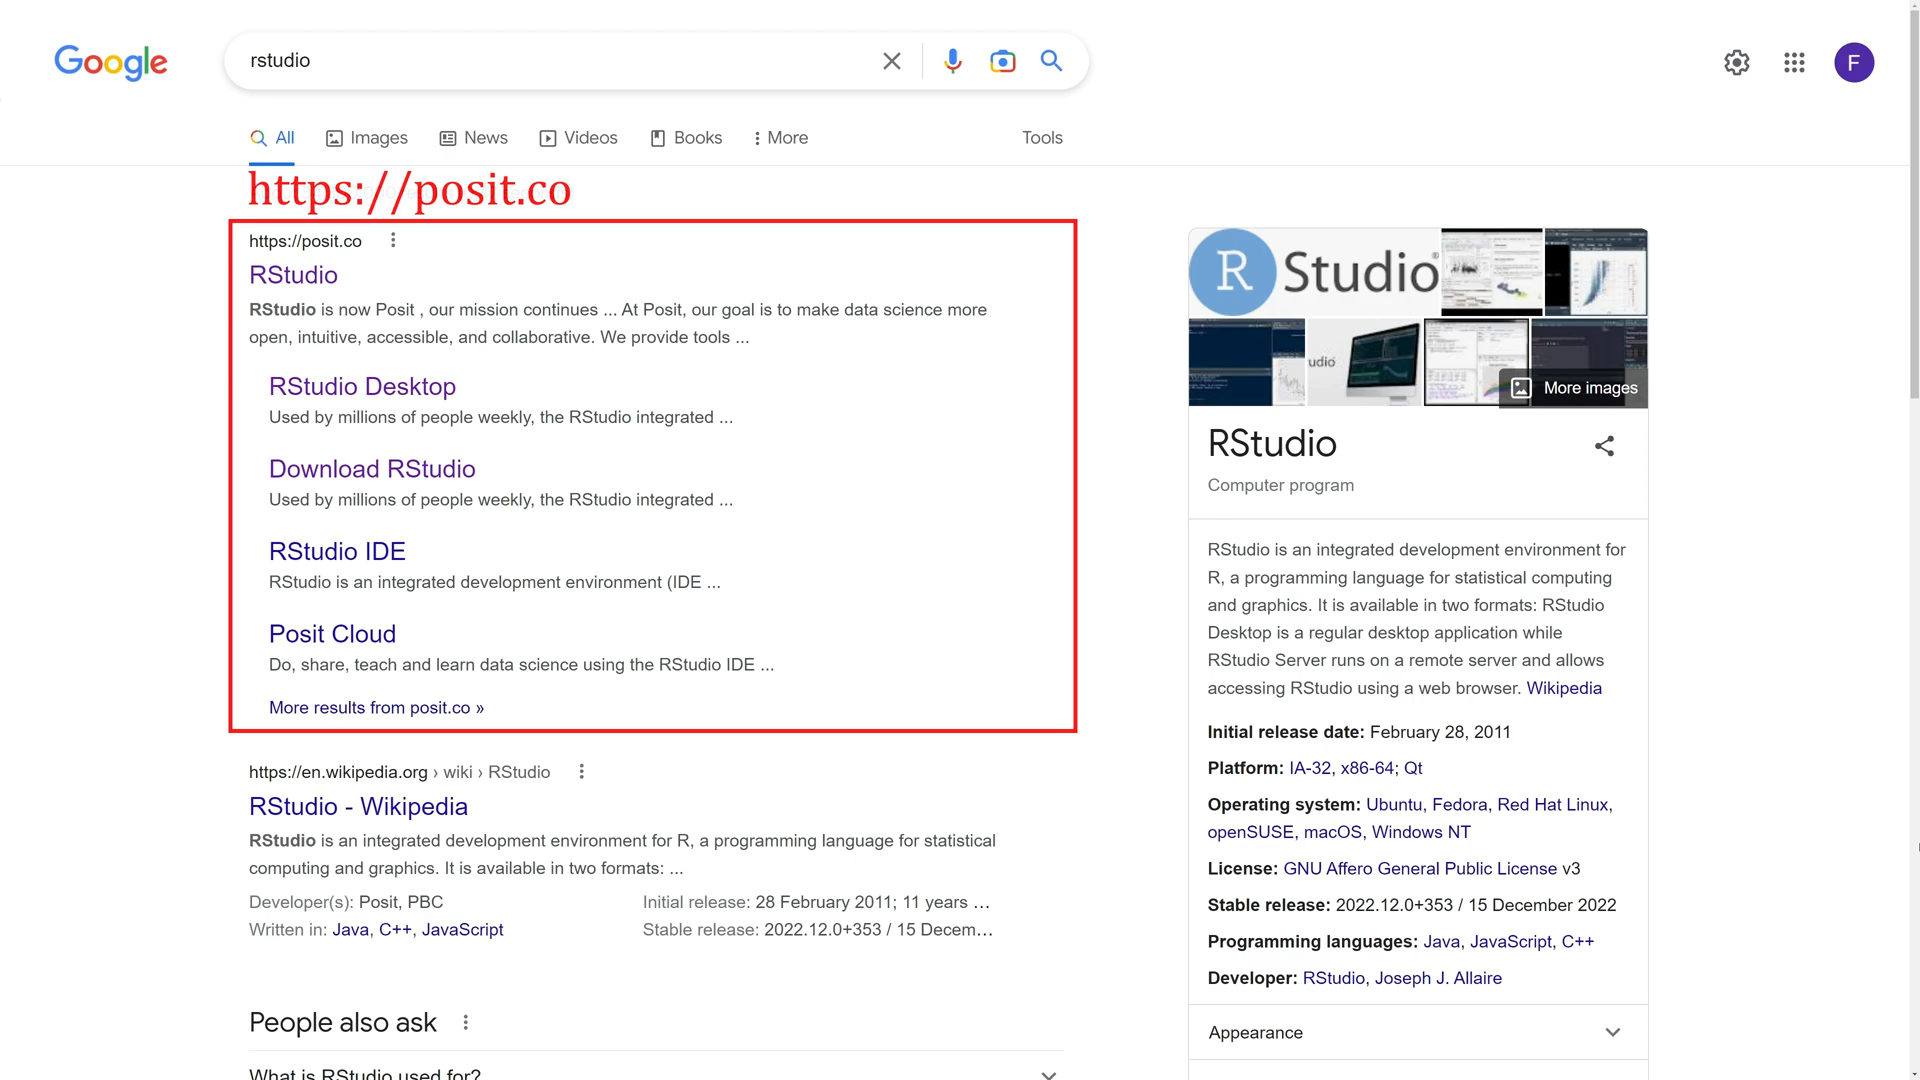 Google
rstudio
F
All Images News Videos Books More Tools
https://posit.co
https://posit.co
RStudio
RStudio is now Posit , our mission continues ... At Posit, our goal is to make data science more
open, intuitive, accessible, and collaborative. We provide tools ...
RStudio Desktop
Used by millions of people weekly, the RStudio integrated ...
Download RStudio
Used by millions of people weekly, the RStudio integrated ...
RStudio IDE
RStudio is an integrated development environment (IDE ...
Posit Cloud
Do, share, teach and learn data science using the RStudio IDE ...
More results from posit.co »
https://en.wikipedia.org › wiki › RStudio
RStudio - Wikipedia
RStudio is an integrated development environment for R, a programming language for statistical
computing and graphics. It is available in two formats: ...
Developer(s): Posit, PBC
Initial release: 28 February 2011; 11 years ...
Written in: Java, C++, JavaScript
Stable release: 2022.12.0+353 / 15 Decem...
People also ask
What is RStudio used for?
R Studio®
udio
More images
RStudio
Computer program
RStudio is an integrated development environment for
R, a programming language for statistical computing
and graphics. It is available in two formats: RStudio
Desktop is a regular desktop application while
RStudio Server runs on a remote server and allows
accessing RStudio using a web browser. Wikipedia
Initial release date: February 28, 2011
Platform: IA-32, x86-64; Qt
Operating system: Ubuntu, Fedora, Red Hat Linux,
openSUSE, macOS, Windows NT
License: GNU Affero General Public License v3
Stable release: 2022.12.0+353 / 15 December 2022
Programming languages: Java, JavaScript, C++
Developer: RStudio, Joseph J. Allaire
Appearance